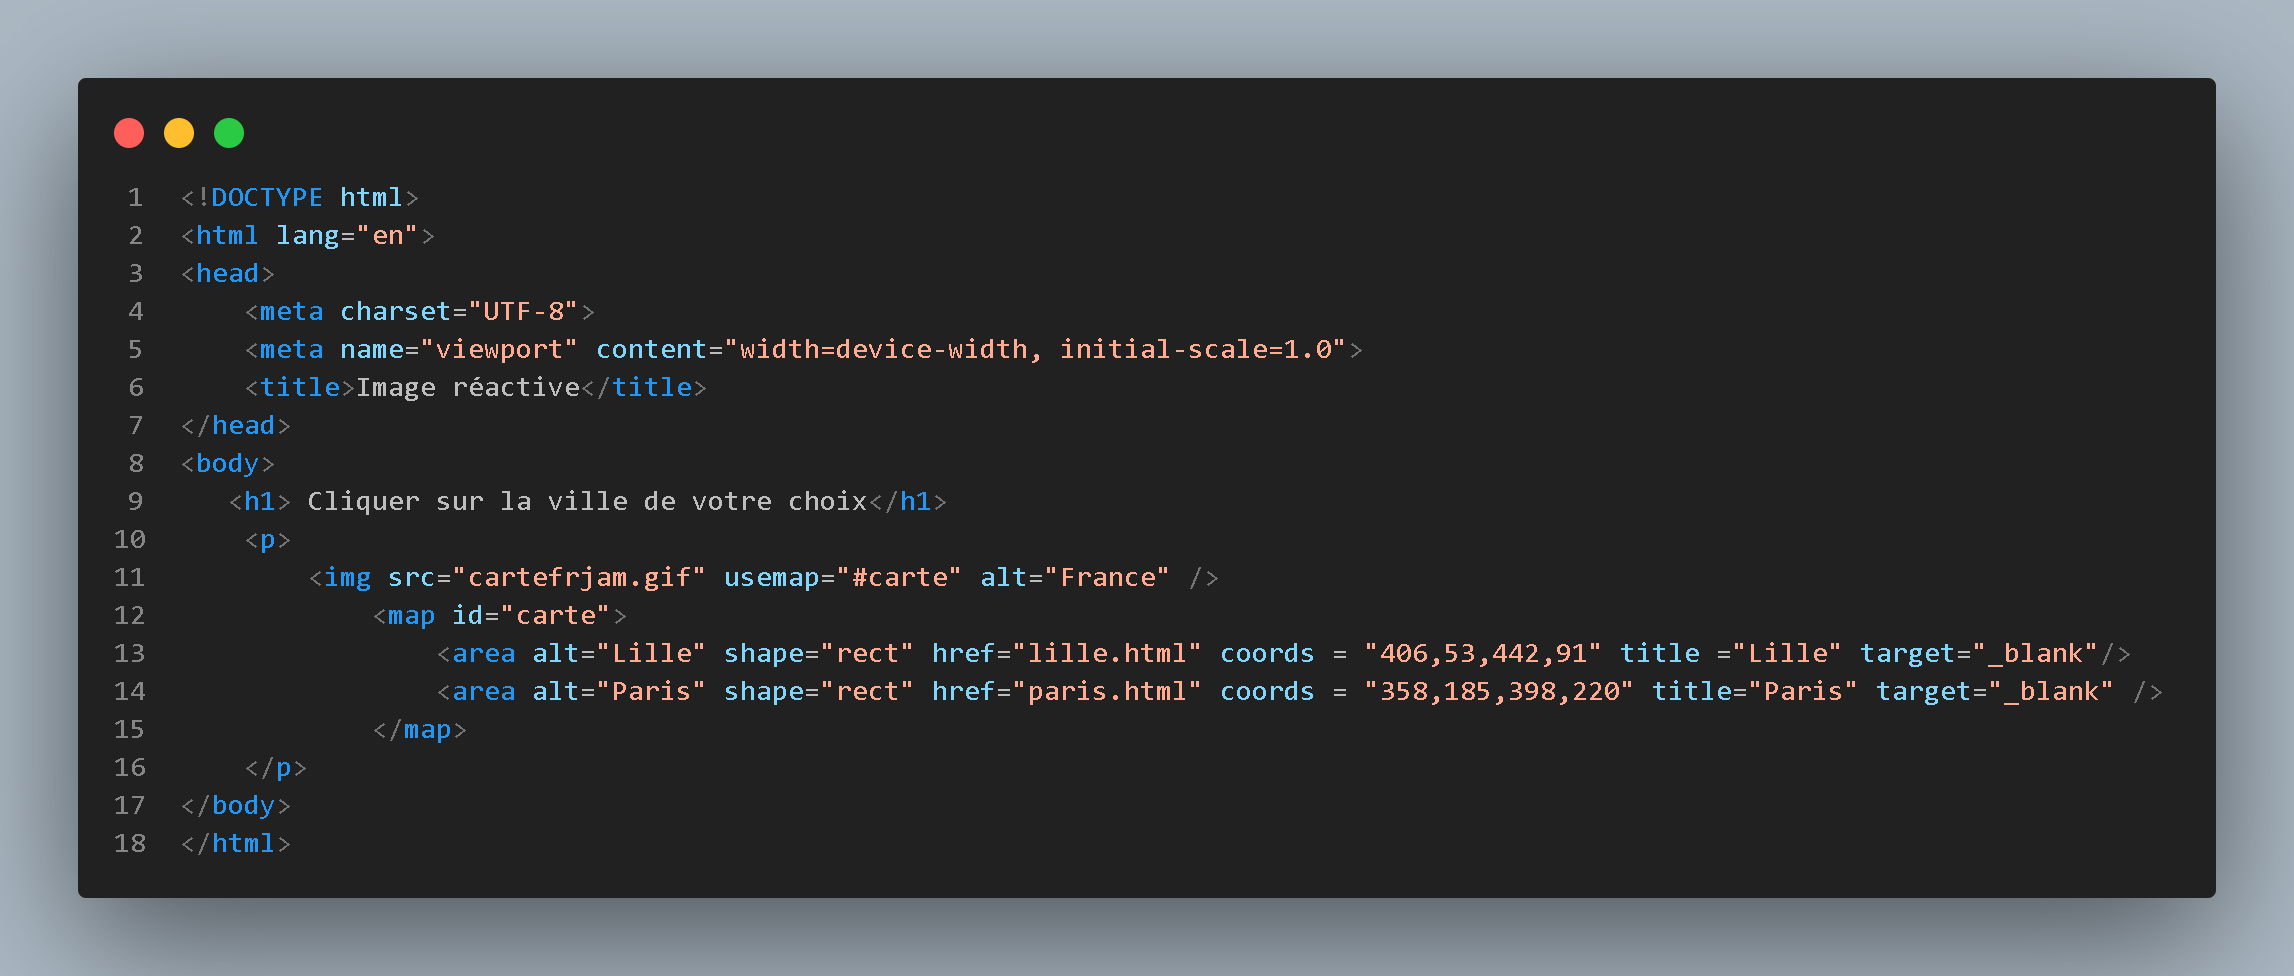 1 <!DOCTYPE html>
2 <html lang="en">
3 <head>
4     <meta charset="UTF-8">
5     <meta name="viewport" content="width=device-width, initial-scale=1.0">
6     <title>Image réactive</title>
7 </head>
8 <body>
9    <h1> Cliquer sur la ville de votre choix</h1>
10     <p>
11         <img src="cartefrjam.gif" usemap="#carte" alt="France" />
12             <map id="carte">
13                 <area alt="Lille" shape="rect" href="lille.html" coords = "406,53,442,91" title ="Lille" target="_blank"/>
14                 <area alt="Paris" shape="rect" href="paris.html" coords = "358,185,398,220" title="Paris" target="_blank" />
15             </map>
16     </p>
17 </body>
18 </html>